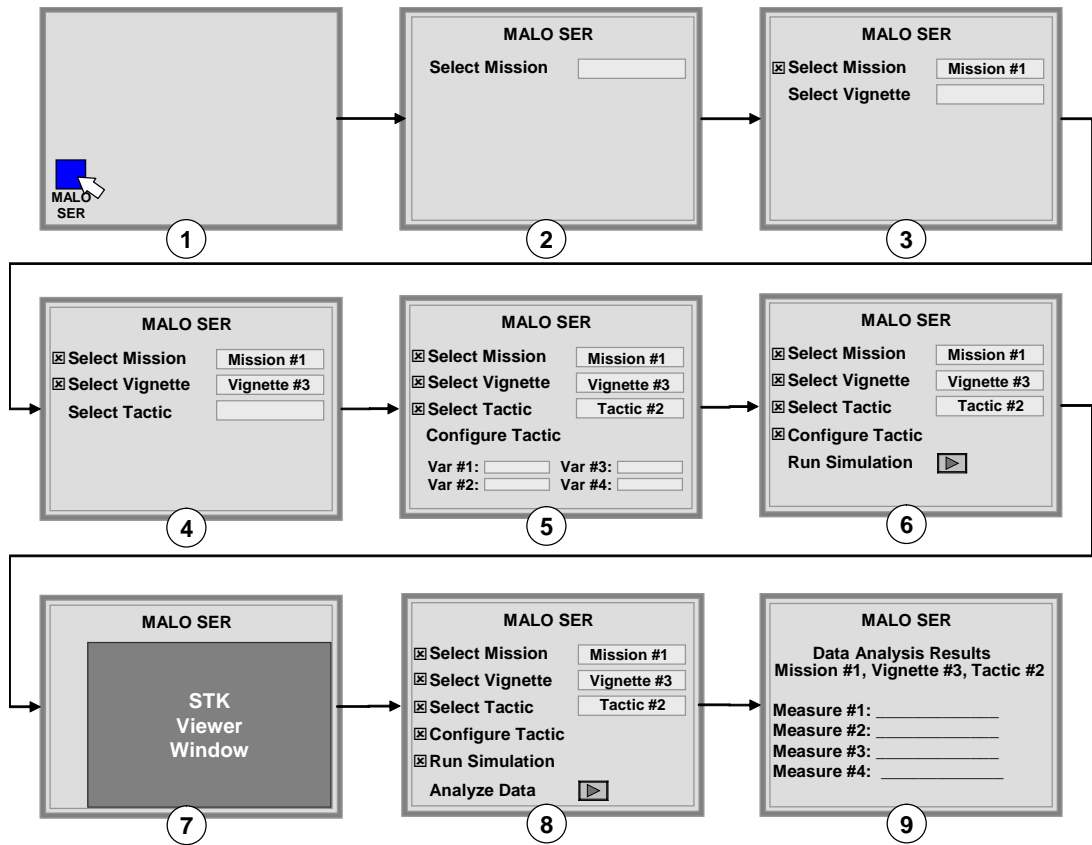 MALO
SER
1
MALO SER
Select Mission
2
MALO SER
Select Mission Mission #1
Select Vignette
3
MALO SER
Select Mission Mission #1
Select Vignette Vignette #3
Select Tactic
4
MALO SER
Select Mission Mission #1
Select Vignette Vignette #3
Select Tactic Tactic #2
Configure Tactic
Var #1: Var #3:
Var #2: Var #4:
5
MALO SER
Select Mission Mission #1
Select Vignette Vignette #3
Select Tactic Tactic #2
Configure Tactic
Run Simulation
6
MALO SER
STK
Viewer
Window
7
MALO SER
Select Mission Mission #1
Select Vignette Vignette #3
Select Tactic Tactic #2
Configure Tactic
Run Simulation
Analyze Data
8
MALO SER
Data Analysis Results
Mission #1, Vignette #3, Tactic #2
Measure #1: ______________
Measure #2: ______________
Measure #3: ______________
Measure #4: ______________
9